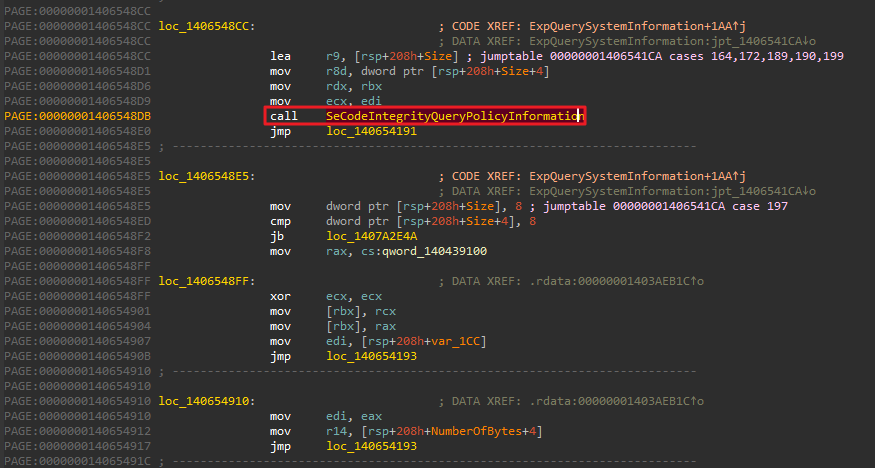 PAGE:00000001406548CC
PAGE:00000001406548CC loc_1406548CC: ; CODE XREF: ExpQuerySystemInformation+1AA↑j
PAGE:00000001406548CC ; DATA XREF: ExpQuerySystemInformation:jpt_1406541CA↓o
PAGE:00000001406548CC lea r9, [rsp+208h+Size] ; jumptable 00000001406541CA cases 164,172,189,190,199
PAGE:00000001406548D1 mov r8d, dword ptr [rsp+208h+Size+4]
PAGE:00000001406548D6 mov rdx, rbx
PAGE:00000001406548D9 mov ecx, edi
PAGE:00000001406548DB call SeCodeIntegrityQueryPolicyInformation
PAGE:00000001406548E0 jmp loc_140654191
PAGE:00000001406548E5 ; ---------------------------------------------------------------------------
PAGE:00000001406548E5
PAGE:00000001406548E5 loc_1406548E5: ; CODE XREF: ExpQuerySystemInformation+1AA↑j
PAGE:00000001406548E5 ; DATA XREF: ExpQuerySystemInformation:jpt_1406541CA↓o
PAGE:00000001406548E5 mov dword ptr [rsp+208h+Size], 8 ; jumptable 00000001406541CA case 197
PAGE:00000001406548ED cmp dword ptr [rsp+208h+Size+4], 8
PAGE:00000001406548F2 jb loc_1407A2E4A
PAGE:00000001406548F8 mov rax, cs:qword_140439100
PAGE:00000001406548FF
PAGE:00000001406548FF loc_1406548FF: ; DATA XREF: .rdata:00000001403AEB1C↑o
PAGE:00000001406548FF xor ecx, ecx
PAGE:0000000140654901 mov [rbx], rcx
PAGE:0000000140654904 mov [rbx], rax
PAGE:0000000140654907 mov edi, [rsp+208h+var_1CC]
PAGE:000000014065490B jmp loc_140654193
PAGE:0000000140654910 ; ---------------------------------------------------------------------------
PAGE:0000000140654910
PAGE:0000000140654910 loc_140654910: ; DATA XREF: .rdata:00000001403AEB1C↑o
PAGE:0000000140654910 mov edi, eax
PAGE:0000000140654912 mov r14, [rsp+208h+NumberOfBytes+4]
PAGE:0000000140654917 jmp loc_140654193
PAGE:000000014065491C ; ---------------------------------------------------------------------------